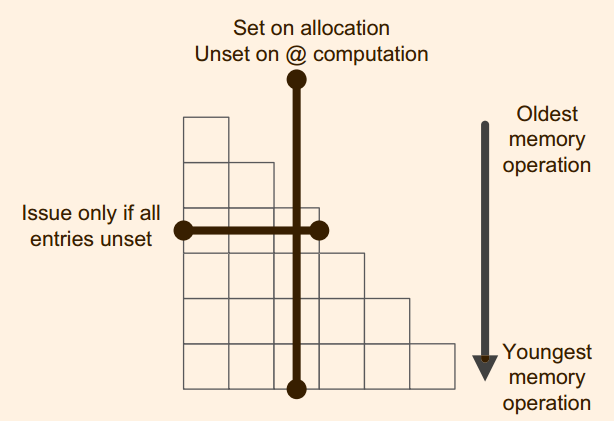 Set on allocation
Unset on @ computation
Oldest
memory
operation
Issue only if all
entries unset
Youngest
memory
operation